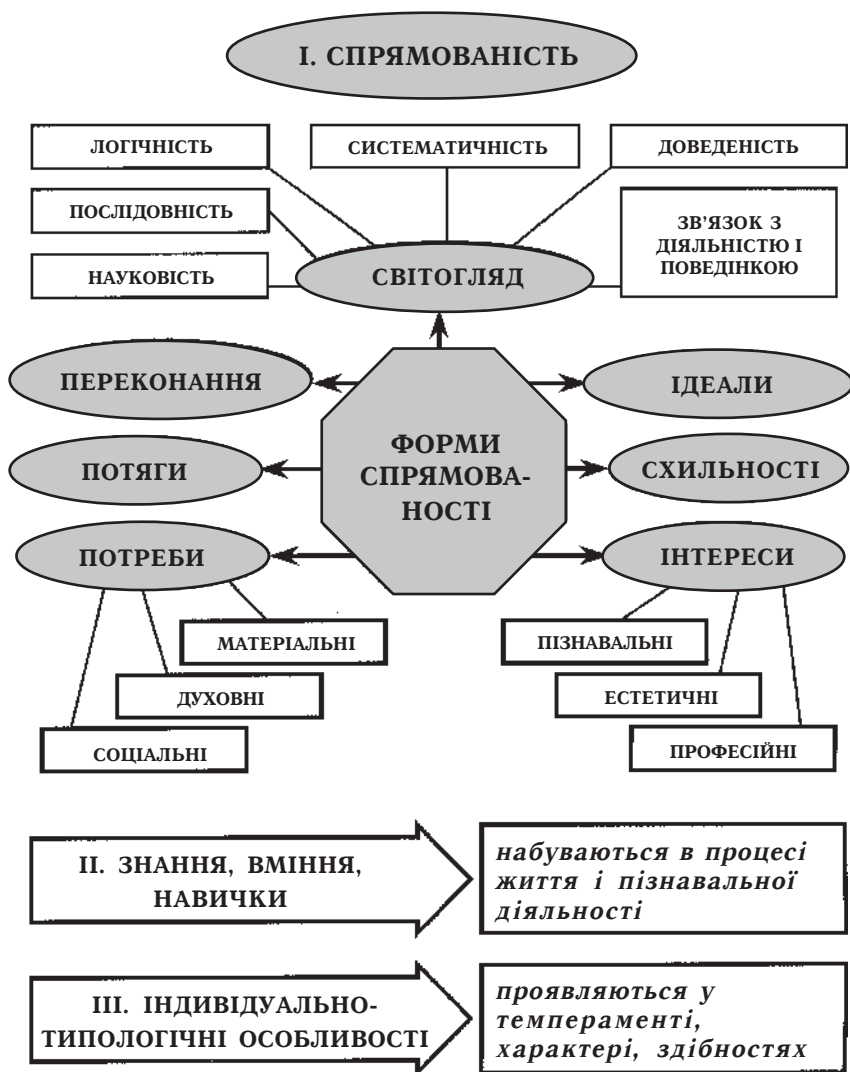 І. СПРЯМОВАНІСТЬ
ЛОГІЧНІСТЬ
СИСТЕМАТИЧНІСТЬ
ДОВЕДЕНІСТЬ
ПОСЛІДОВНІСТЬ
НАУКОВІСТЬ
СВІТОГЛЯД
ЗВ'ЯЗОК З
ДІЯЛЬНІСТЮ І
ПОВЕДІНКОЮ
ПЕРЕКОНАННЯ
ІДЕАЛИ
ФОРМИ
СПРЯМОВА-
НОСТІ
ПОТЯГИ
СХИЛЬНОСТІ
ПОТРЕБИ
ІНТЕРЕСИ
МАТЕРІАЛЬНІ
ПІЗНАВАЛЬНІ
ДУХОВНІ
ЕСТЕТИЧНІ
СОЦІАЛЬНІ
ПРОФЕСІЙНІ
ІІ. ЗНАННЯ, ВМІННЯ,
НАВИЧКИ
набуваються в процесі
життя і пізнавальної
діяльності
ІІІ. ІНДИВІДУАЛЬНО-
ТИПОЛОГІЧНІ ОСОБЛИВОСТІ
проявляються у
темпераменті,
характері, здібностях